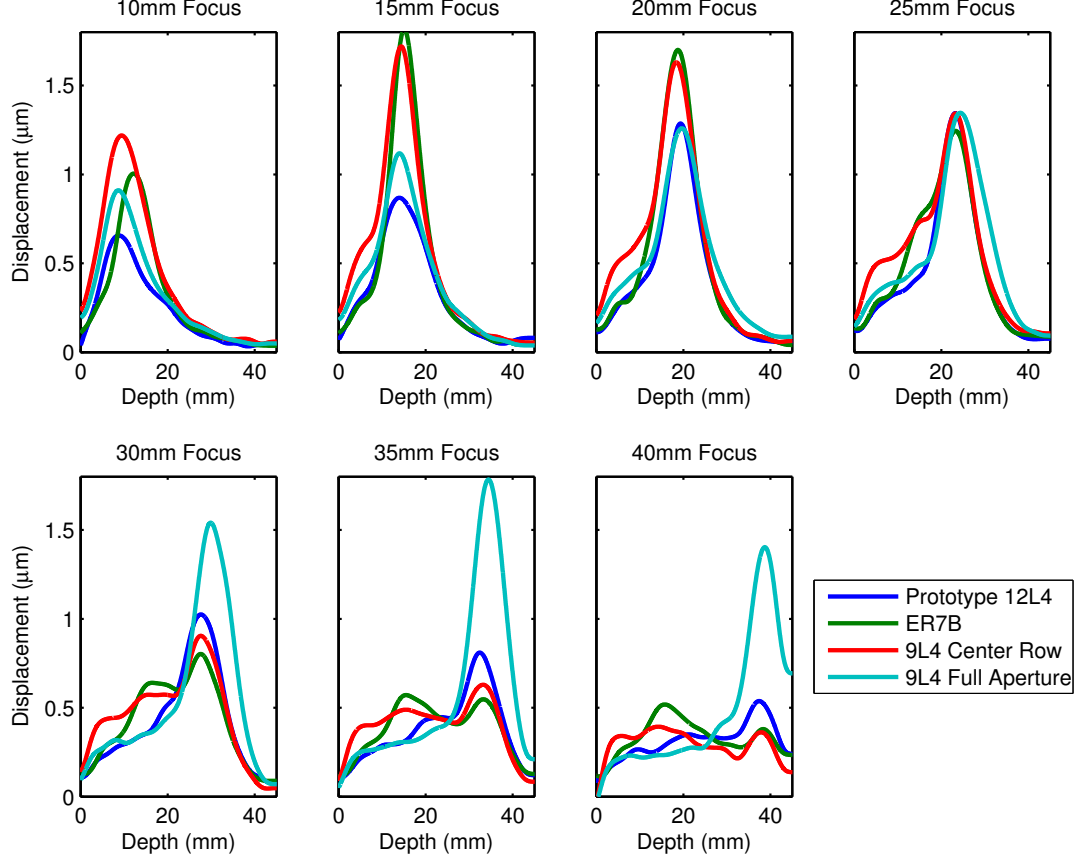 10mm Focus
15mm Focus
20mm Focus
25mm Focus
Displacement (μm)
1.5
1
0.5
0
0 20 40
0 20 40
0 20 40
0 20 40
Depth (mm)
Depth (mm)
Depth (mm)
Depth (mm)
30mm Focus
35mm Focus
40mm Focus
Displacement (μm)
1.5
1
0.5
0
0 20 40
0 20 40
0 20 40
Depth (mm)
Depth (mm)
Depth (mm)
Prototype 12L4
ER7B
9L4 Center Row
9L4 Full Aperture